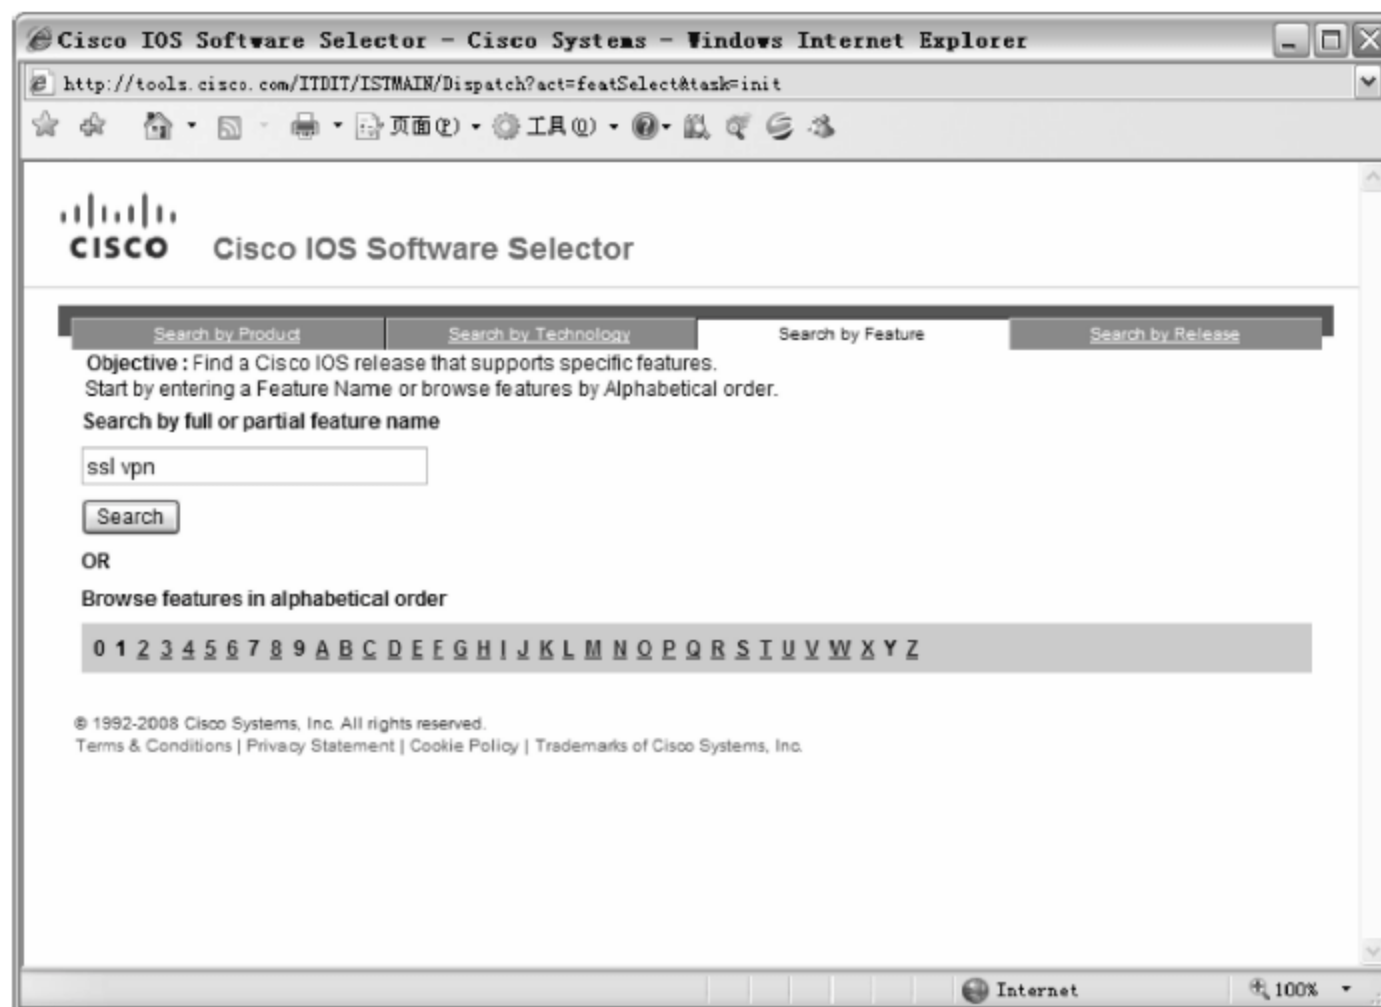 Cisco IOS Software Selector - Cisco Systems - Windows Internet Explorer
http://tools.cisco.com/ITDIT/ISTMAIN/Dispatch?act=featSelect&task=init
页面(P) 工具(O)
CISCO Cisco IOS Software Selector
Search by Product Search by Technology Search by Feature Search by Release
Objective : Find a Cisco IOS release that supports specific features.
Start by entering a Feature Name or browse features by Alphabetical order.
Search by full or partial feature name
ssl vpn
Search
OR
Browse features in alphabetical order
0 1 2 3 4 5 6 7 8 9 A B C D E F G H I J K L M N O P Q R S T U V W X Y Z
© 1992-2008 Cisco Systems, Inc. All rights reserved.
Terms & Conditions | Privacy Statement | Cookie Policy | Trademarks of Cisco Systems, Inc.
Internet 100%